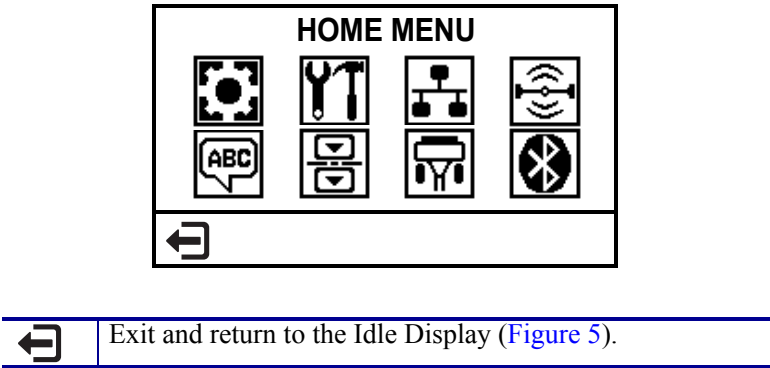 HOME MENU
ABC
Exit and return to the Idle Display (Figure 5).